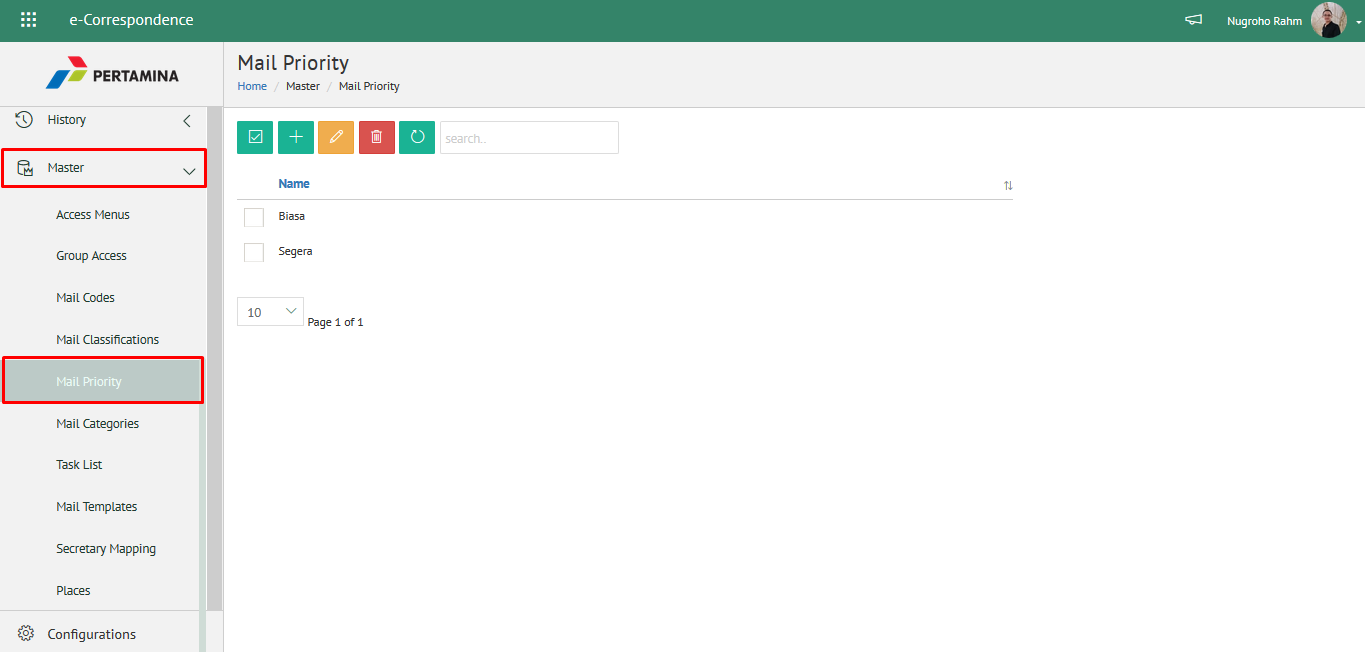 e-Correspondence
Nugroho Rahm
PERTAMINA
History
Master
Access Menus
Group Access
Mail Codes
Mail Classifications
Mail Priority
Mail Categories
Task List
Mail Templates
Secretary Mapping
Places
Configurations
Mail Priority
Home / Master / Mail Priority
search..
Name
Biasa
Segera
10
Page 1 of 1